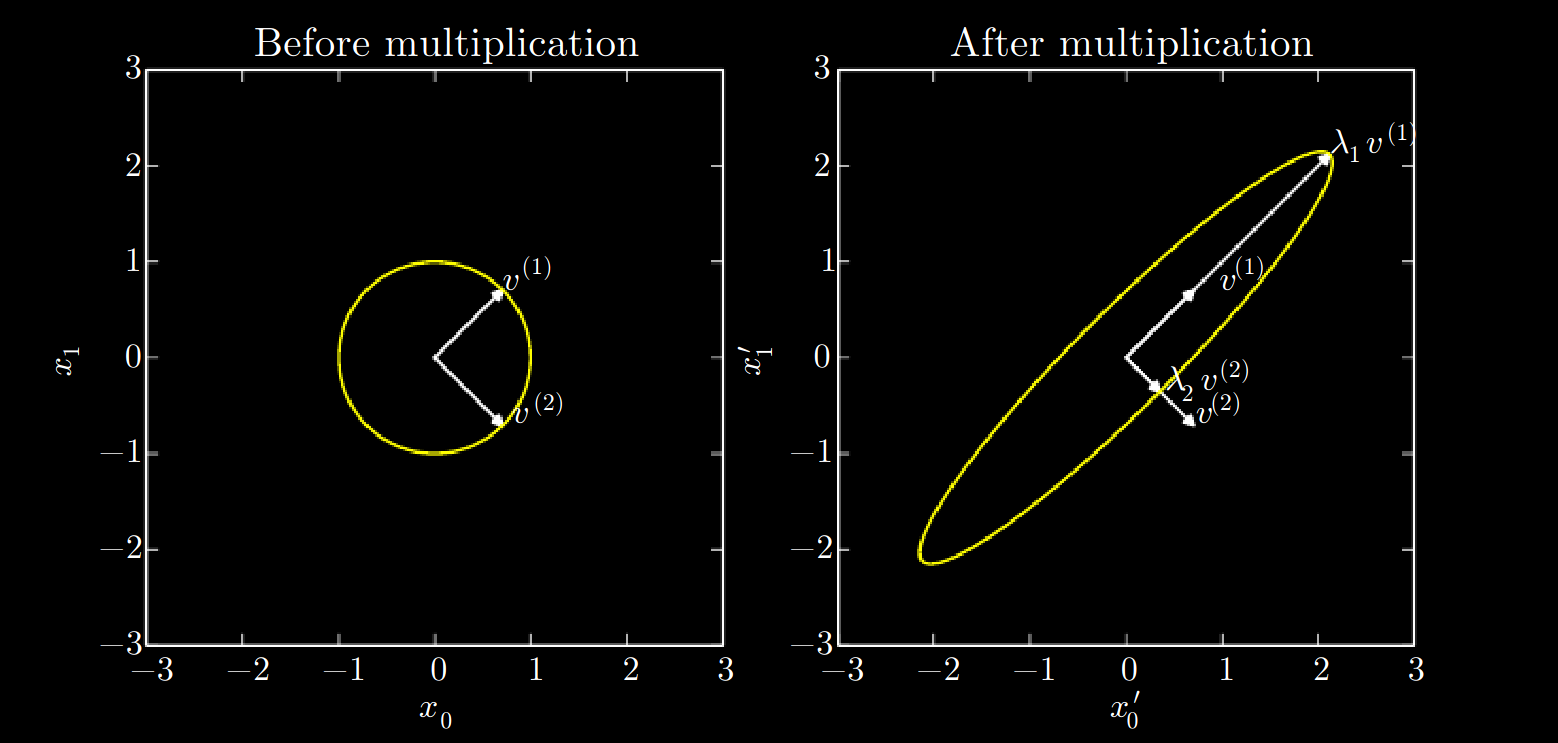 Before multiplication
3
2
1
0
−1
−2
−3
x₁
v⁽¹⁾
v⁽²⁾
−3 −2 −1 0 1 2 3
x₀
After multiplication
3
2
1
0
−1
−2
−3
x′₁
λ₁ v⁽¹⁾
v⁽¹⁾
λ₂ v⁽²⁾
v⁽²⁾
−3 −2 −1 0 1 2 3
x′₀